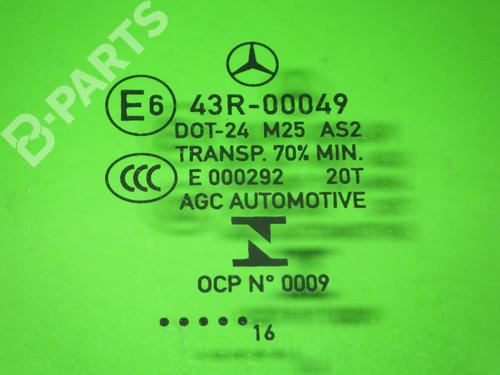 B-PARTS
E6 43R-00049
DOT-24 M25 AS2
TRANSP. 70% MIN.
CCC E 000292 20T
AGC AUTOMOTIVE
OCP N° 0009
..... 16